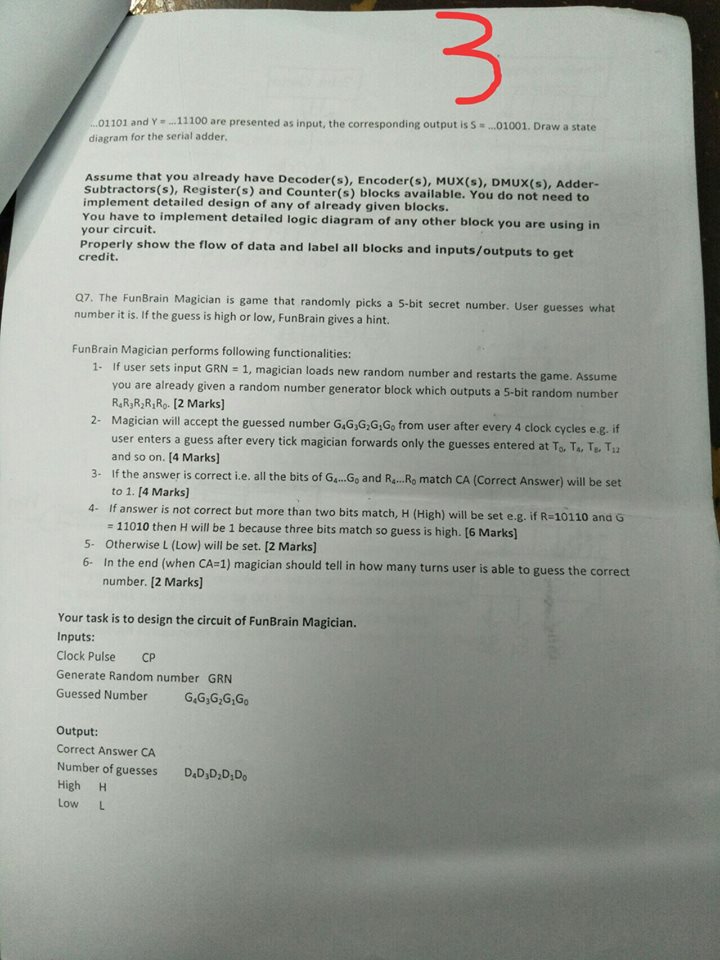 3
...01101 and Y = ...11100 are presented as input, the corresponding output is S = ...01001. Draw a state
diagram for the serial adder.
Assume that you already have Decoder(s), Encoder(s), MUX(s), DMUX(s), Adder-
Subtractors(s), Register(s) and Counter(s) blocks available. You do not need to
implement detailed design of any of already given blocks.
You have to implement detailed logic diagram of any other block you are using in
your circuit.
Properly show the flow of data and label all blocks and inputs/outputs to get
credit.
Q7. The FunBrain Magician is game that randomly picks a 5-bit secret number. User guesses what
number it is. If the guess is high or low, FunBrain gives a hint.
FunBrain Magician performs following functionalities:
1- If user sets input GRN = 1, magician loads new random number and restarts the game. Assume
you are already given a random number generator block which outputs a 5-bit random number
R₄R₃R₂R₁R₀. [2 Marks]
2- Magician will accept the guessed number G₄G₃G₂G₁G₀ from user after every 4 clock cycles e.g. if
user enters a guess after every tick magician forwards only the guesses entered at T₀, T₄, T₈, T₁₂
and so on. [4 Marks]
3- If the answer is correct i.e. all the bits of G₄...G₀ and R₄...R₀ match CA (Correct Answer) will be set
to 1. [4 Marks]
4- If answer is not correct but more than two bits match, H (High) will be set e.g. if R=10110 and G
= 11010 then H will be 1 because three bits match so guess is high. [6 Marks]
5- Otherwise L (Low) will be set. [2 Marks]
6- In the end (when CA=1) magician should tell in how many turns user is able to guess the correct
number. [2 Marks]
Your task is to design the circuit of FunBrain Magician.
Inputs:
Clock Pulse CP
Generate Random number GRN
Guessed Number G₄G₃G₂G₁G₀
Output:
Correct Answer CA
Number of guesses D₄D₃D₂D₁D₀
High H
Low L